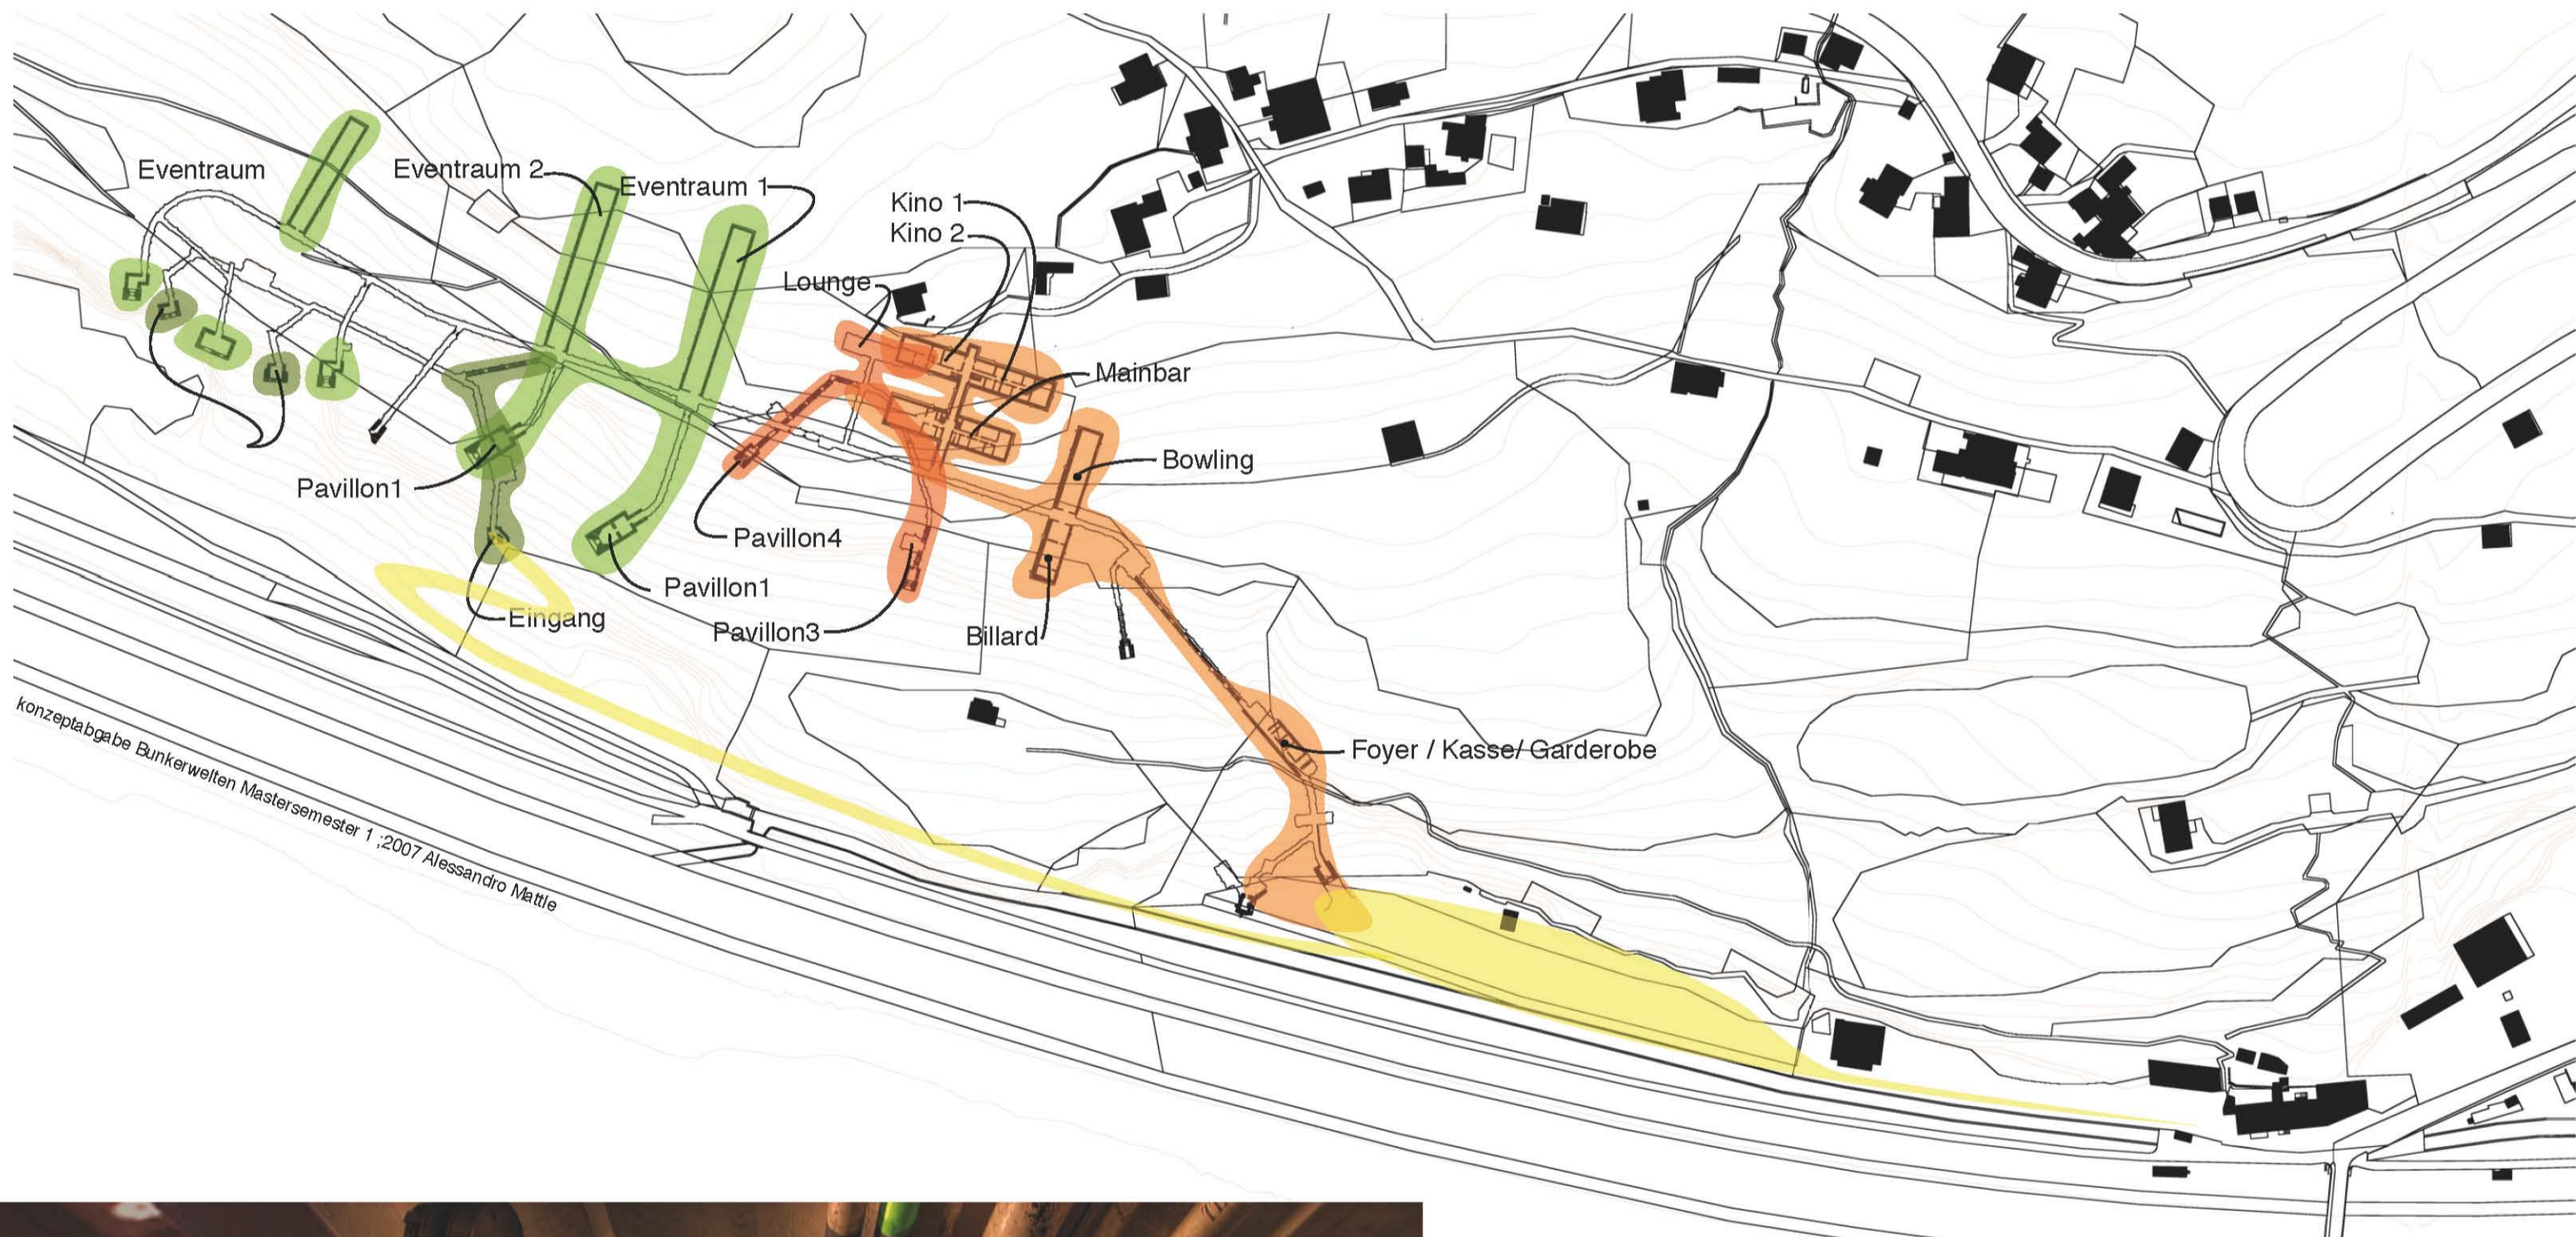 Eventraum
Eventraum 2
Eventraum 1
Kino 1
Kino 2
Lounge
Mainbar
Bowling
Pavillon1
Pavillon4
Pavillon1
Eingang
Pavillon3
Billard
Foyer / Kasse/ Garderobe
konzeptabgabe Bunkerwelten Mastersemester 1 ;2007 Alessandro Mattle